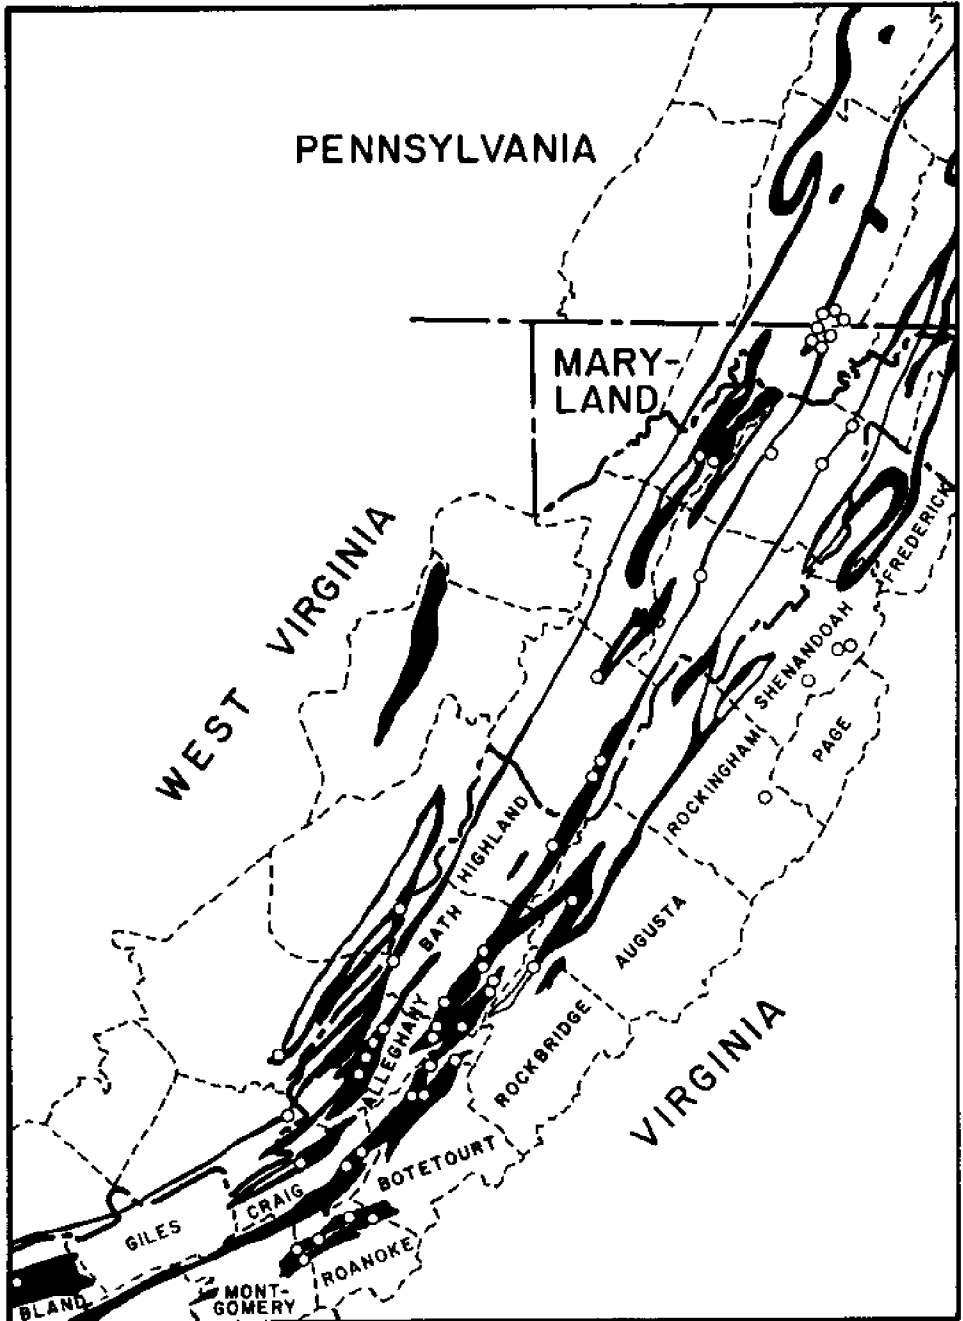 PENNSYLVANIA
MARY-
LAND
WEST VIRGINIA
FREDERICK
SHENANDOAH
PAGE
ROCKINGHAM
HIGHLAND
BATH
AUGUSTA
ALLEGHANY
ROCKBRIDGE
VIRGINIA
BOTETOURT
CRAIG
GILES
ROANOKE
MONT-
GOMERY
BLAND